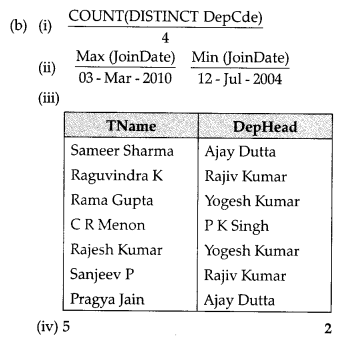 (b) (i) COUNT(DISTINCT DepCde)
4
(ii) Max (JoinDate) Min (JoinDate)
03 - Mar - 2010 12 - Jul - 2004
(iii)
TName DepHead
Sameer Sharma Ajay Dutta
Raguvindra K Rajiv Kumar
Rama Gupta Yogesh Kumar
C R Menon P K Singh
Rajesh Kumar Yogesh Kumar
Sanjeev P Rajiv Kumar
Pragya Jain Ajay Dutta
(iv) 5 2